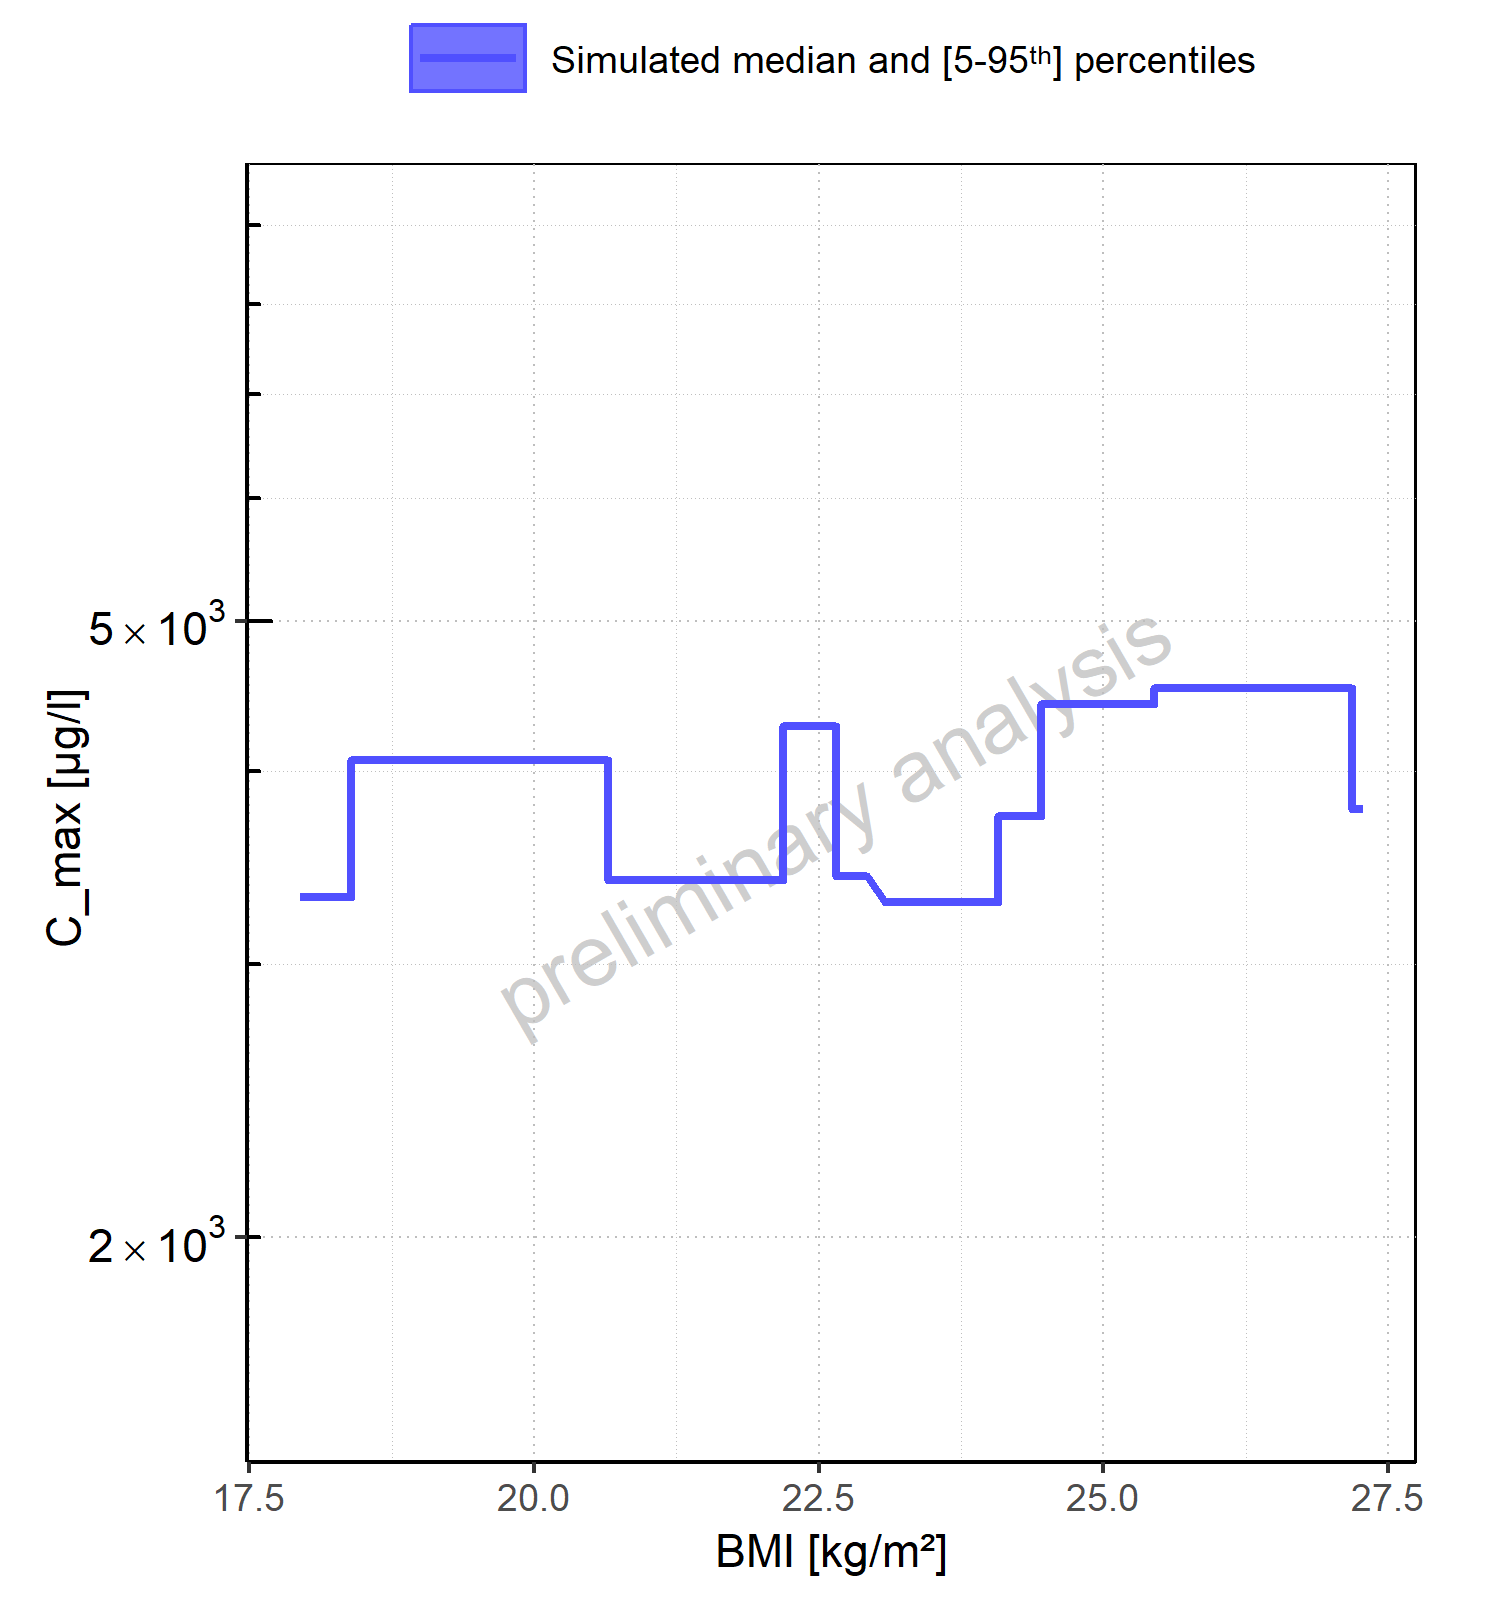 Simulated median and [5-95ᵗʰ] percentiles
5 × 10³
C_max [µg/l]
preliminary analysis
2 × 10³
17.5 20.0 22.5 25.0 27.5
BMI [kg/m²]